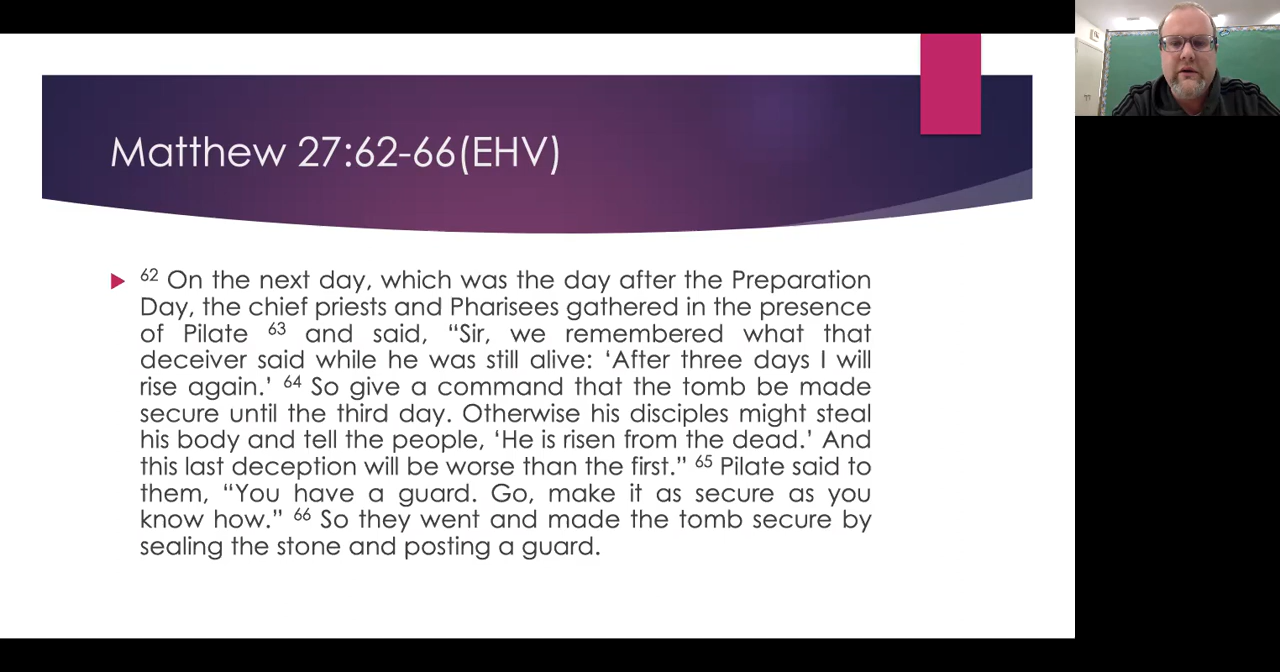 Matthew 27:62-66(EHV)
62 On the next day, which was the day after the Preparation
Day, the chief priests and Pharisees gathered in the presence
of Pilate 63 and said, “Sir, we remembered what that
deceiver said while he was still alive: ‘After three days I will
rise again.’ 64 So give a command that the tomb be made
secure until the third day. Otherwise his disciples might steal
his body and tell the people, ‘He is risen from the dead.’ And
this last deception will be worse than the first.” 65 Pilate said to
them, “You have a guard. Go, make it as secure as you
know how.” 66 So they went and made the tomb secure by
sealing the stone and posting a guard.